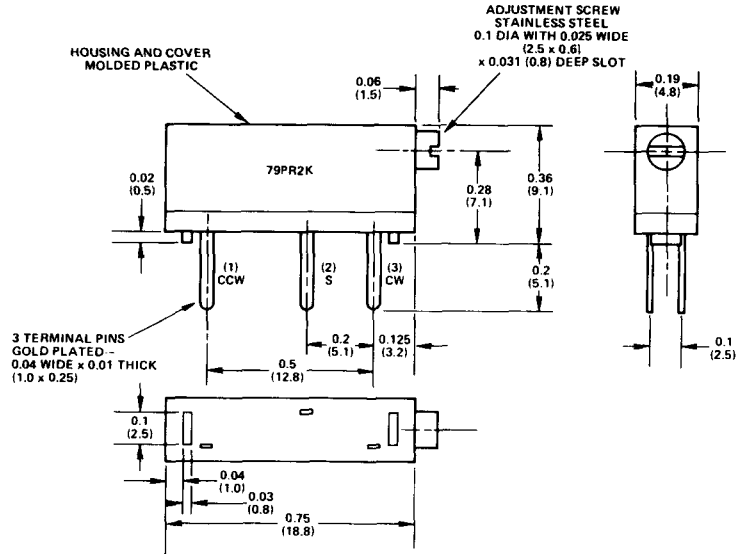 ADJUSTMENT SCREW
STAINLESS STEEL
0.1 DIA WITH 0.025 WIDE
(2.5 x 0.6)
x 0.031 (0.8) DEEP SLOT
HOUSING AND COVER
MOLDED PLASTIC
0.06
(1.5)
0.19
(4.8)
79PR2K
0.02
(0.5)
0.28
(7.1)
0.36
(9.1)
(1)
CCW
(2)
S
(3)
CW
0.2
(5.1)
3 TERMINAL PINS
GOLD PLATED--
0.04 WIDE x 0.01 THICK
(1.0 x 0.25)
0.2
(5.1)
0.125
(3.2)
0.5
(12.8)
0.1
(2.5)
0.1
(2.5)
0.04
(1.0)
0.03
(0.8)
0.75
(18.8)